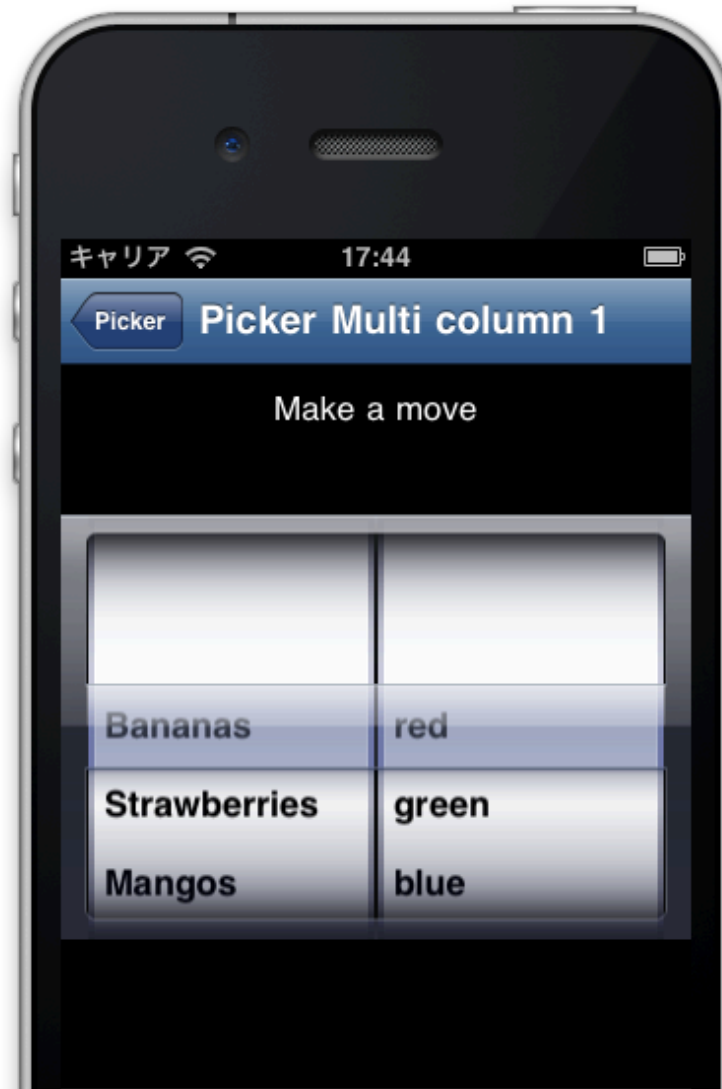 キャリア 17:44
Picker Picker Multi column 1
Make a move
Bananas red
Strawberries green
Mangos blue